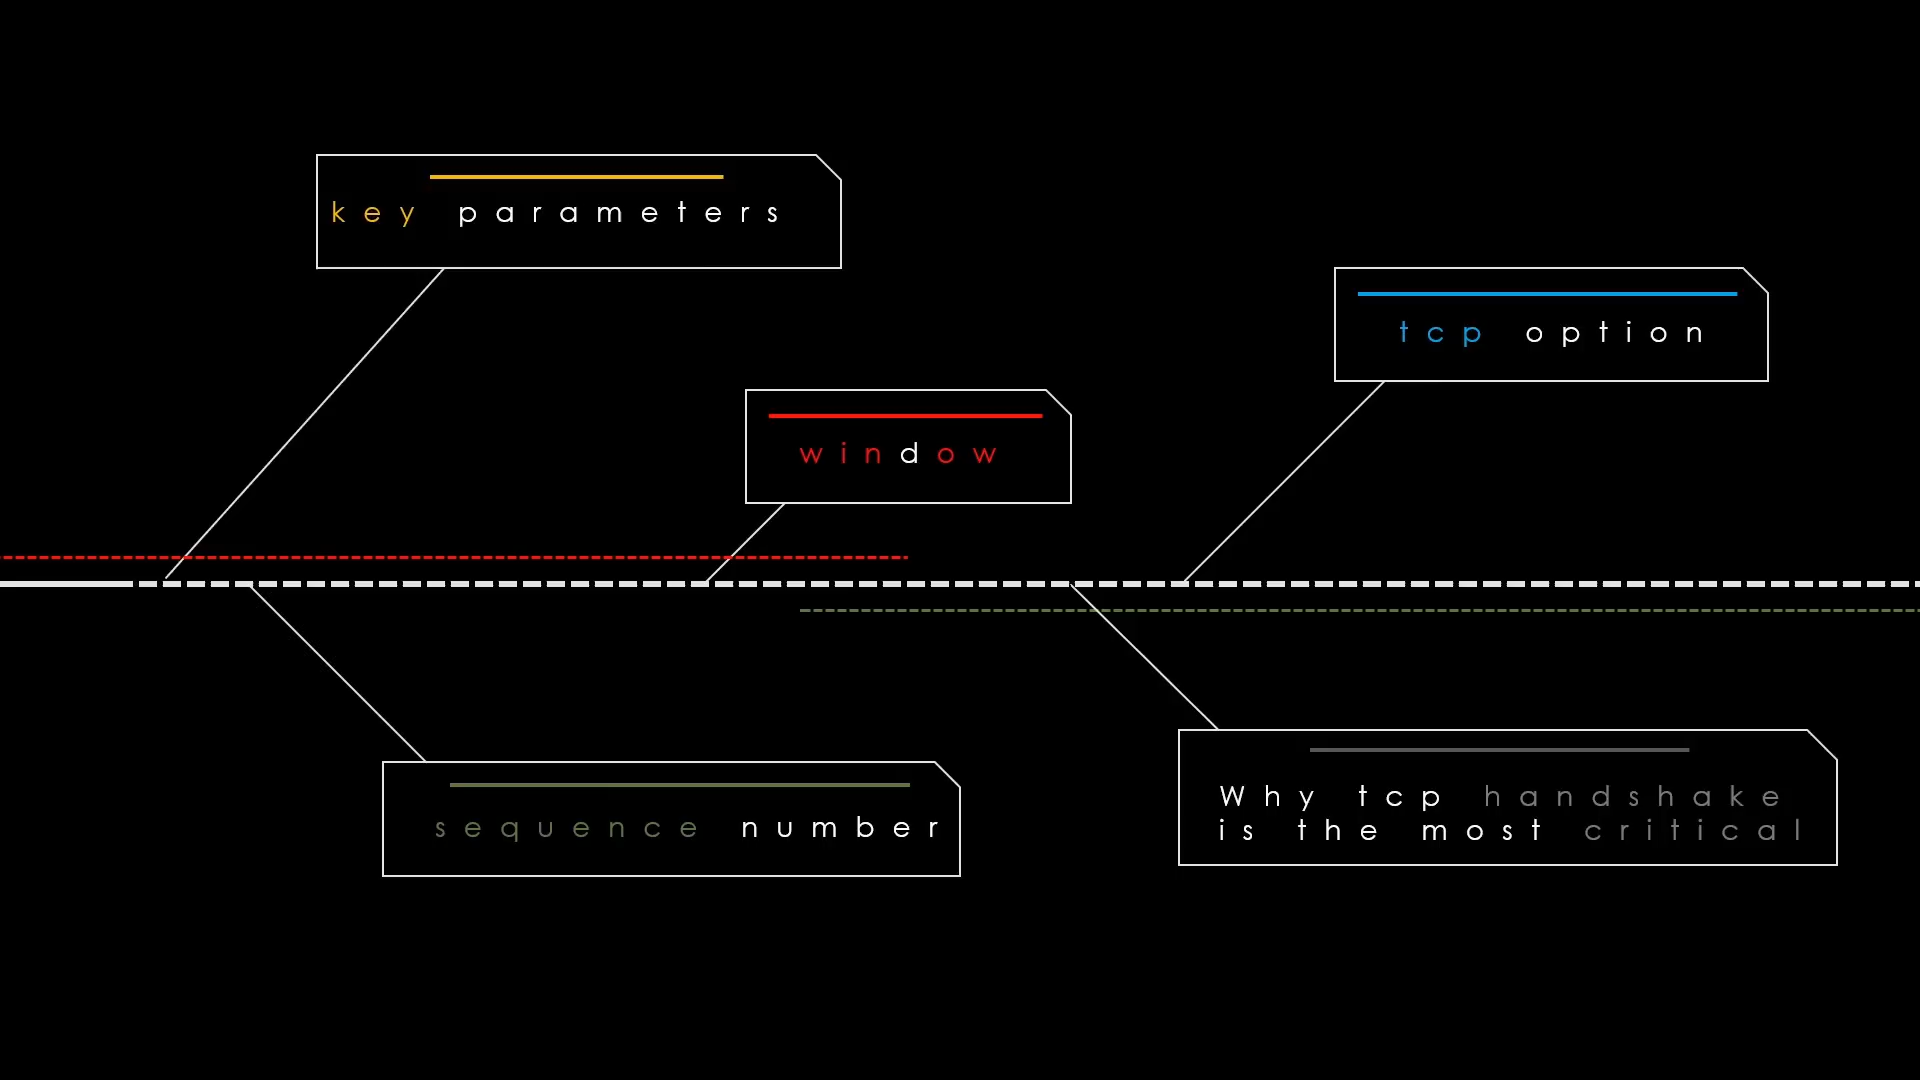 key parameters
tcp option
window
sequence number
Why tcp handshake
is the most critical